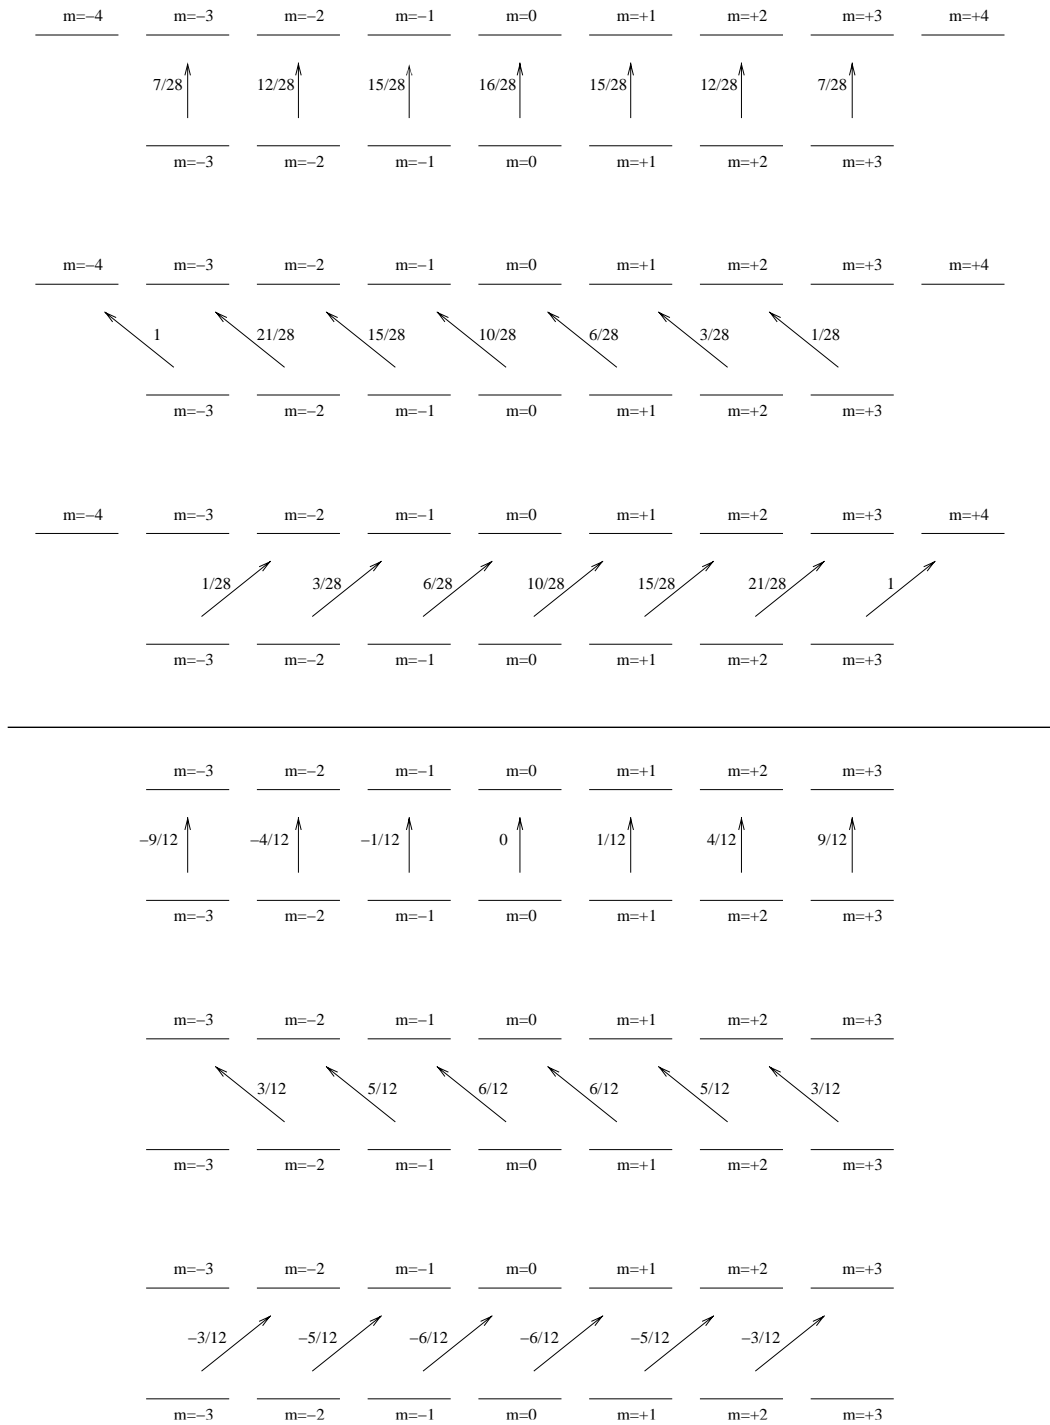 m=−4 m=−3 m=−2 m=−1 m=0 m=+1 m=+2 m=+3 m=+4
7/28 12/28 15/28 16/28 15/28 12/28 7/28
m=−3 m=−2 m=−1 m=0 m=+1 m=+2 m=+3
m=−4 m=−3 m=−2 m=−1 m=0 m=+1 m=+2 m=+3 m=+4
1 21/28 15/28 10/28 6/28 3/28 1/28
m=−3 m=−2 m=−1 m=0 m=+1 m=+2 m=+3
m=−4 m=−3 m=−2 m=−1 m=0 m=+1 m=+2 m=+3 m=+4
1/28 3/28 6/28 10/28 15/28 21/28 1
m=−3 m=−2 m=−1 m=0 m=+1 m=+2 m=+3
m=−3 m=−2 m=−1 m=0 m=+1 m=+2 m=+3
−9/12 −4/12 −1/12 0 1/12 4/12 9/12
m=−3 m=−2 m=−1 m=0 m=+1 m=+2 m=+3
m=−3 m=−2 m=−1 m=0 m=+1 m=+2 m=+3
3/12 5/12 6/12 6/12 5/12 3/12
m=−3 m=−2 m=−1 m=0 m=+1 m=+2 m=+3
m=−3 m=−2 m=−1 m=0 m=+1 m=+2 m=+3
−3/12 −5/12 −6/12 −6/12 −5/12 −3/12
m=−3 m=−2 m=−1 m=0 m=+1 m=+2 m=+3